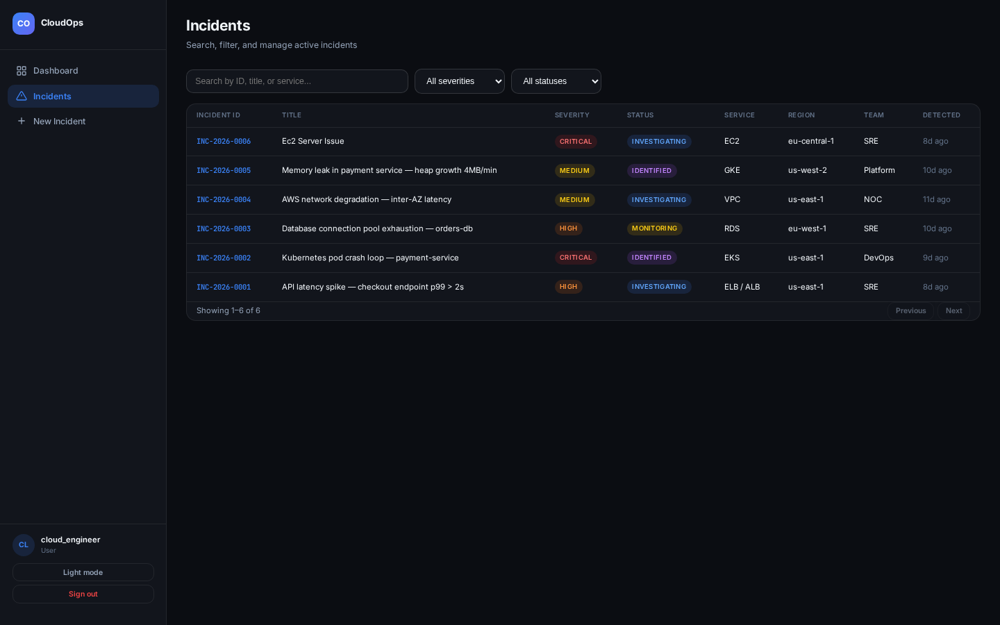 CO CloudOps
Dashboard
Incidents
New Incident
CL cloud_engineer
User
Light mode
Sign out
Incidents
Search, filter, and manage active incidents
Search by ID, title, or service... All severities All statuses
INCIDENT ID TITLE SEVERITY STATUS SERVICE REGION TEAM DETECTED
INC-2026-0006 Ec2 Server Issue CRITICAL INVESTIGATING EC2 eu-central-1 SRE 8d ago
INC-2026-0005 Memory leak in payment service — heap growth 4MB/min MEDIUM IDENTIFIED GKE us-west-2 Platform 10d ago
INC-2026-0004 AWS network degradation — inter-AZ latency MEDIUM INVESTIGATING VPC us-east-1 NOC 11d ago
INC-2026-0003 Database connection pool exhaustion — orders-db HIGH MONITORING RDS eu-west-1 SRE 10d ago
INC-2026-0002 Kubernetes pod crash loop — payment-service CRITICAL IDENTIFIED EKS us-east-1 DevOps 9d ago
INC-2026-0001 API latency spike — checkout endpoint p99 > 2s HIGH INVESTIGATING ELB / ALB us-east-1 SRE 8d ago
Showing 1–6 of 6 Previous Next